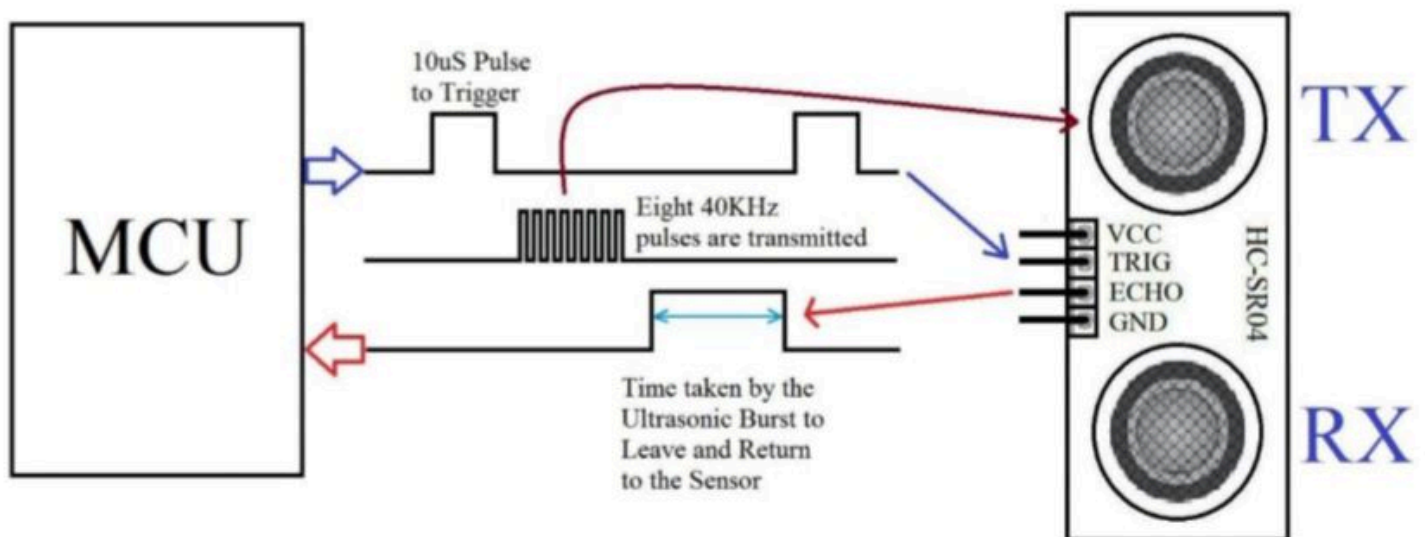 10uS Pulse
to Trigger
TX
MCU
Eight 40KHz
pulses are transmitted
VCC
TRIG
ECHO
GND
HC-SR04
Time taken by the
Ultrasonic Burst to
Leave and Return
to the Sensor
RX